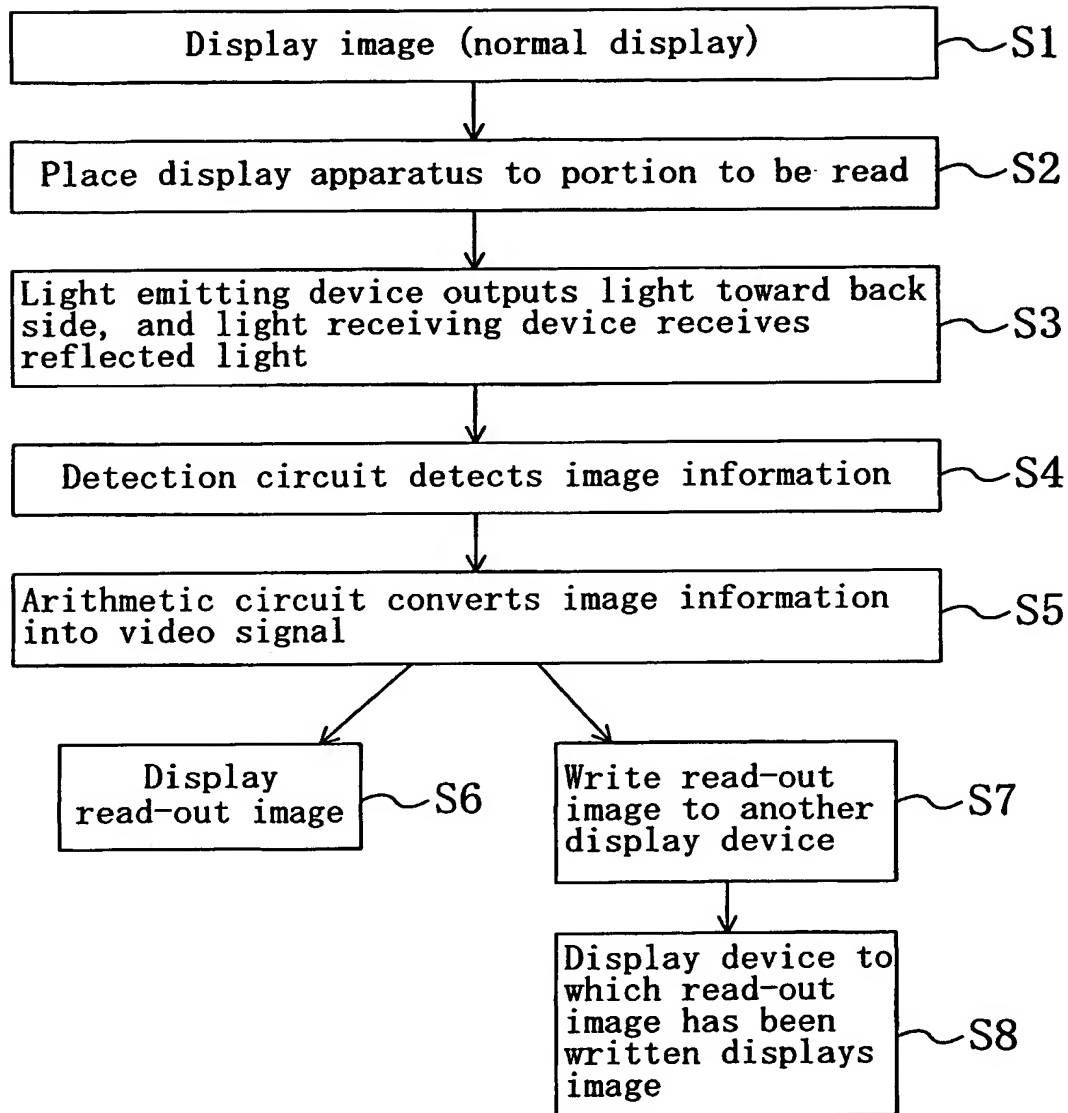 Display image (normal display)
S1
Place display apparatus to portion to be read
S2
Light emitting device outputs light toward back
side, and light receiving device receives
reflected light
S3
Detection circuit detects image information
S4
Arithmetic circuit converts image information
into video signal
S5
Display
read-out image
S6
Write read-out
image to another
display device
S7
Display device to
which read-out
image has been
written displays
image
S8